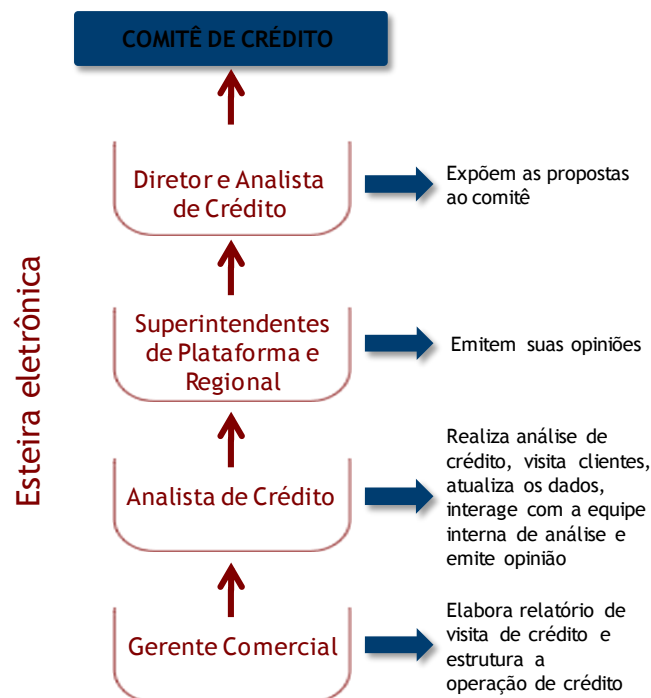 COMITÊ DE CRÉDITO
Diretor e Analista
de Crédito
Expõem as propostas
ao comitê
Esteira eletrônica
Superintendentes
de Plataforma e
Regional
Emitem suas opiniões
Analista de Crédito
Realiza análise de
crédito, visita clientes,
atualiza os dados,
interage com a equipe
interna de análise e
emite opinião
Gerente Comercial
Elabora relatório de
visita de crédito e
estrutura a
operação de crédito